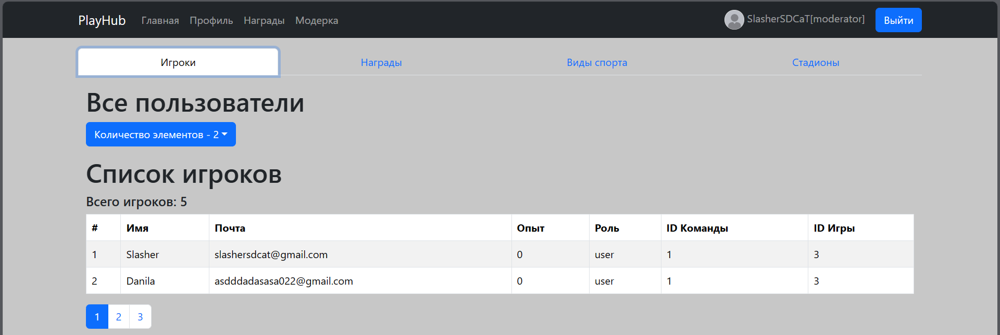 PlayHub Главная Профиль Награды Модерка SlasherSDCaT[moderator] Выйти
Игроки Награды Виды спорта Стадионы
Все пользователи
Количество элементов - 2
Список игроков
Всего игроков: 5
# Имя Почта Опыт Роль ID Команды ID Игры
1 Slasher slashersdcat@gmail.com 0 user 1 3
2 Danila asdddadasasa022@gmail.com 0 user 1 3
1 2 3